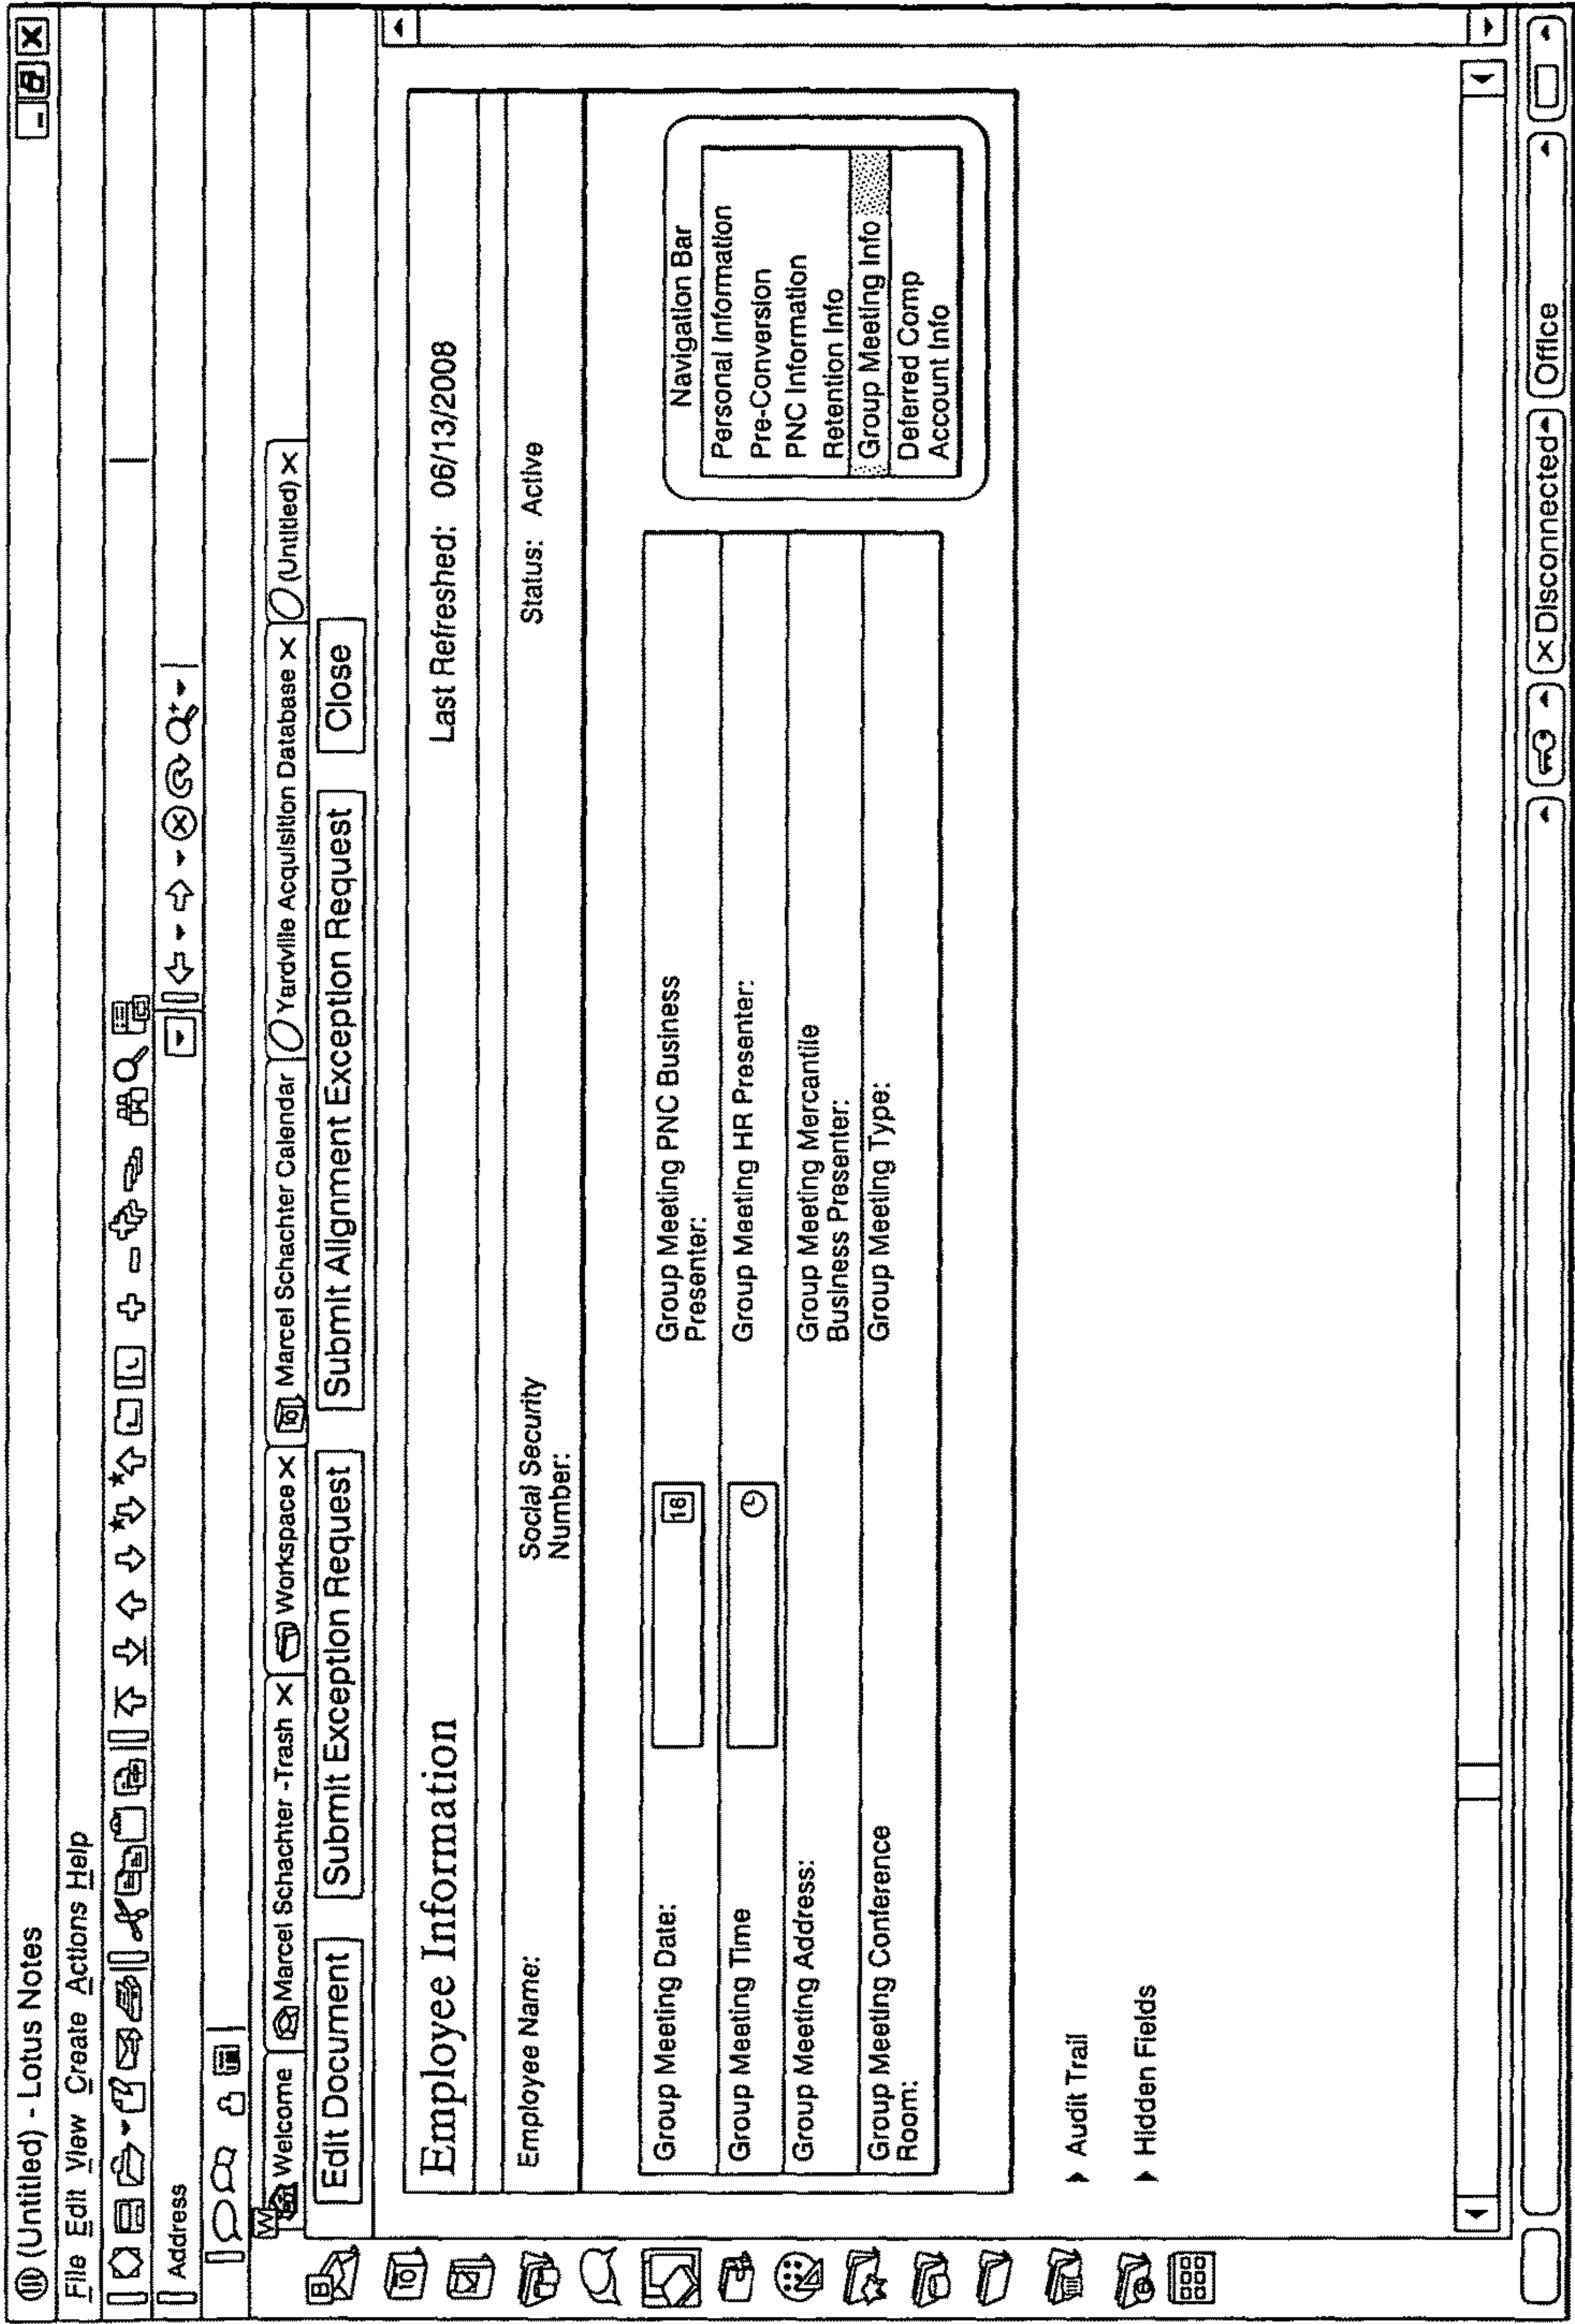 (Untitled) - Lotus Notes
File Edit View Create Actions Help
Address
W
Welcome
Marcel Schachter -Trash X
Workspace X
Marcel Schachter Calendar
Yardville Acquisition Database X
(Untitled) X
Edit Document
Submit Exception Request
Submit Alignment Exception Request
Close
Employee Information
Last Refreshed: 06/13/2008
Employee Name:
Social Security
Number:
Status: Active
Group Meeting Date:
16
Group Meeting PNC Business
Presenter:
Group Meeting Time
Group Meeting HR Presenter:
Group Meeting Address:
Group Meeting Mercantile
Business Presenter:
Group Meeting Conference
Room:
Group Meeting Type:
Navigation Bar
Personal Information
Pre-Conversion
PNC Information
Retention Info
Group Meeting Info
Deferred Comp
Account Info
Audit Trail
Hidden Fields
B
X Disconnected
Office